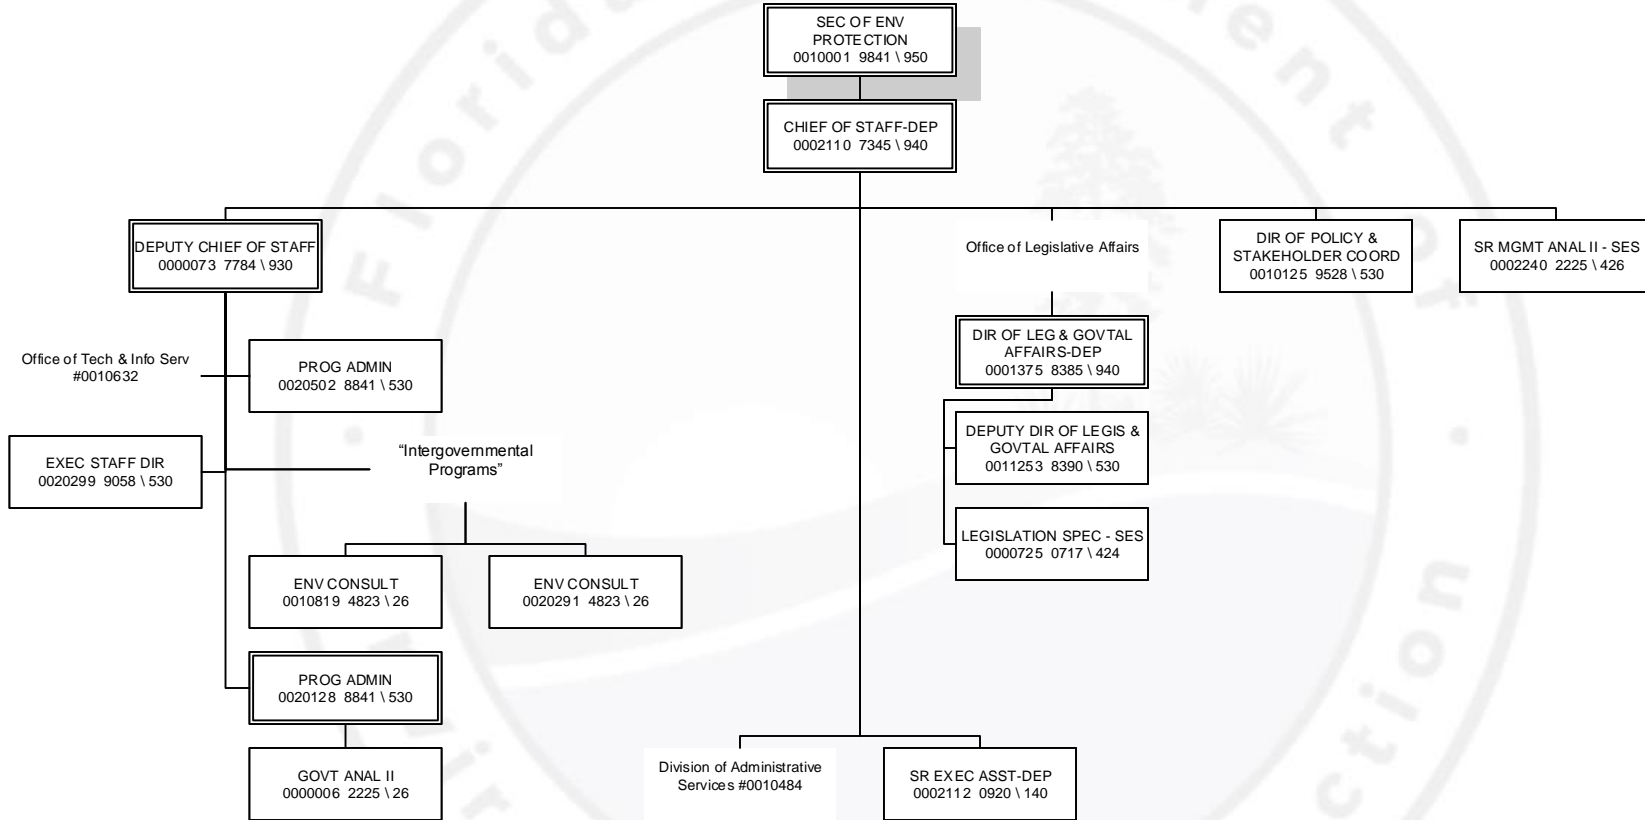 SEC OF ENV
PROTECTION
0010001 9841 \ 950
CHIEF OF STAFF-DEP
0002110 7345 \ 940
DEPUTY CHIEF OF STAFF
0000073 7784 \ 930
Office of Legislative Affairs
DIR OF POLICY &
STAKEHOLDER COORD
0010125 9528 \ 530
SR MGMT ANAL II - SES
0002240 2225 \ 426
Office of Tech & Info Serv
#0010632
PROG ADMIN
0020502 8841 \ 530
DIR OF LEG & GOVTAL
AFFAIRS-DEP
0001375 8385 \ 940
EXEC STAFF DIR
0020299 9058 \ 530
“Intergovernmental
Programs”
DEPUTY DIR OF LEGIS &
GOVTAL AFFAIRS
0011253 8390 \ 530
LEGISLATION SPEC - SES
0000725 0717 \ 424
ENV CONSULT
0010819 4823 \ 26
ENV CONSULT
0020291 4823 \ 26
PROG ADMIN
0020128 8841 \ 530
GOVT ANAL II
0000006 2225 \ 26
Division of Administrative
Services #0010484
SR EXEC ASST-DEP
0002112 0920 \ 140
Florida